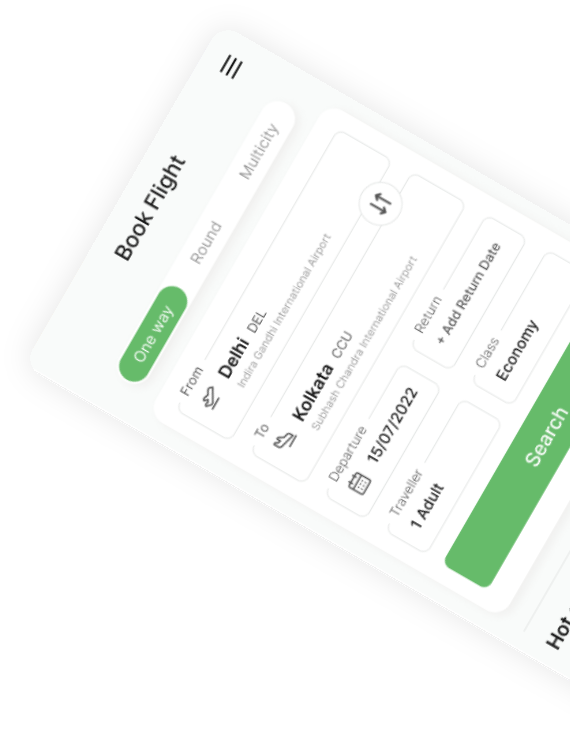 Book Flight
One way Round Multicity
From
Delhi DEL
Indira Gandhi International Airport
To
Kolkata CCU
Subhash Chandra International Airport
Departure
15/07/2022
Return
+ Add Return Date
Traveller
1 Adult
Class
Economy
Search
Hot